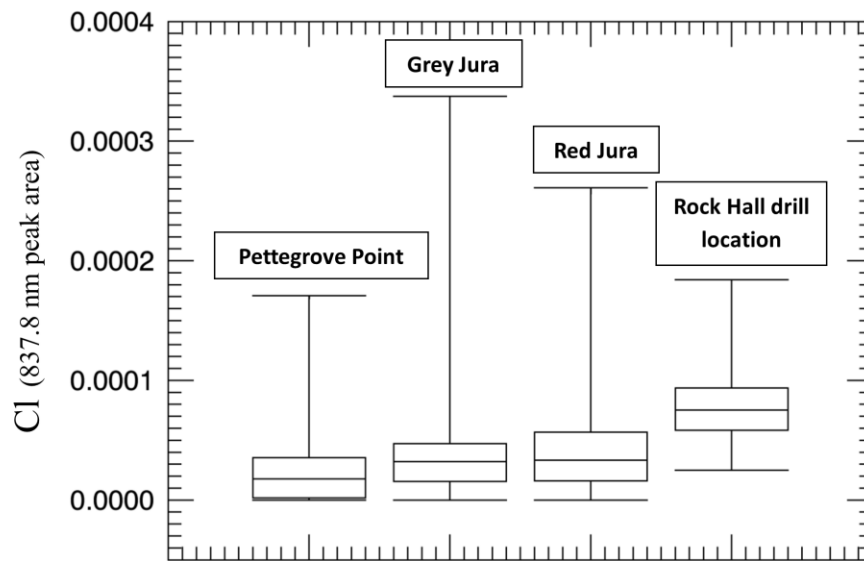 0.0004
Grey Jura
0.0003
Red Jura
Rock Hall drill
location
0.0002
Pettegrove Point
0.0001
0.0000
Cl (837.8 nm peak area)